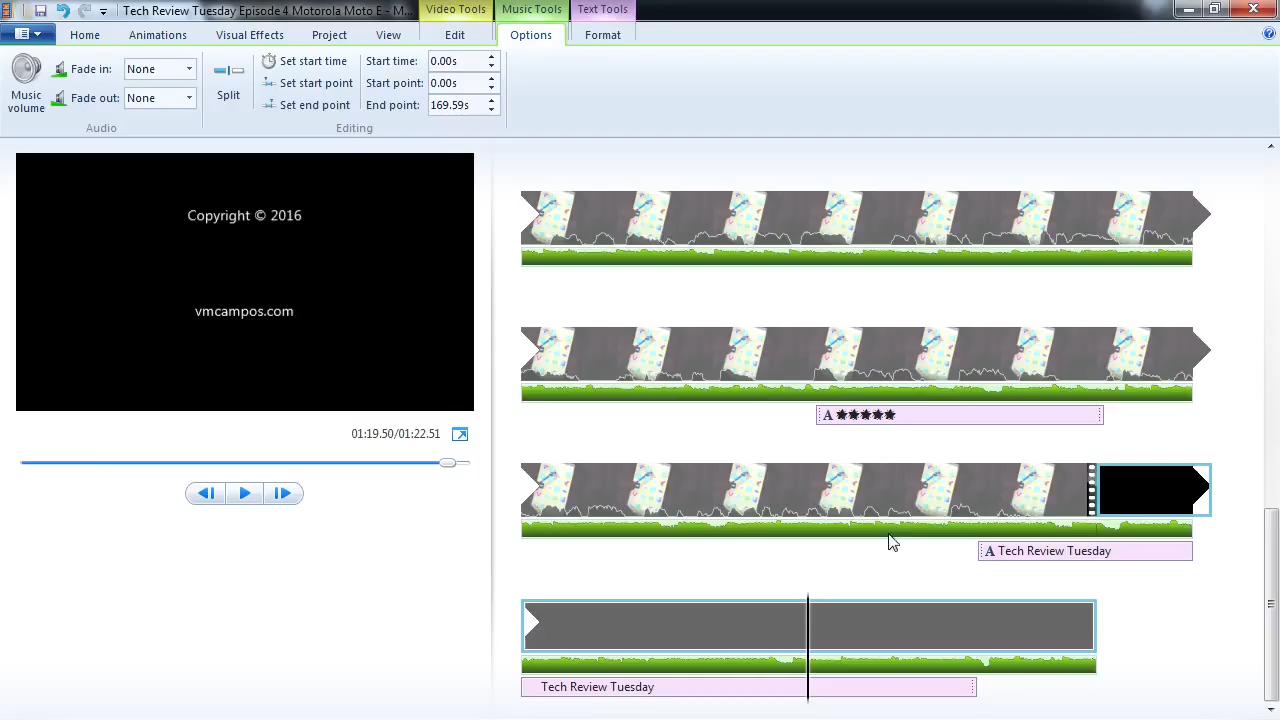 Tech Review Tuesday Episode 4 Motorola Moto E - M...
Video Tools
Music Tools
Text Tools
Home
Animations
Visual Effects
Project
View
Edit
Options
Format
Music volume
Fade in: None
Fade out: None
Audio
Split
Set start time
Set start point
Set end point
Start time: 0.00s
Start point: 0.00s
End point: 169.59s
Editing
Copyright © 2016
vmcampos.com
01:19.50/01:22.51
A ★★★★★
A Tech Review Tuesday
Tech Review Tuesday